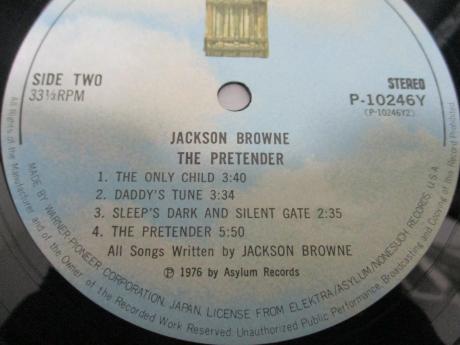 SIDE TWO
33⅓RPM
STEREO
P-10246Y
(P-10246Y2)
JACKSON BROWNE
THE PRETENDER
1. THE ONLY CHILD 3:40
2. DADDY'S TUNE 3:34
3. SLEEP'S DARK AND SILENT GATE 2:35
4. THE PRETENDER 5:50
All Songs Written by JACKSON BROWNE
Ⓟ 1976 by Asylum Records
MADE BY WARNER-PIONEER CORPORATION, JAPAN. LICENSE FROM ELEKTRA/ASYLUM/NONESUCH RECORDS, U.S.A.
All Rights of the Manufacturer and of the Owner of the Recorded Work Reserved. Unauthorized Public Performance, Broadcasting and Copying of this Record Prohibited.